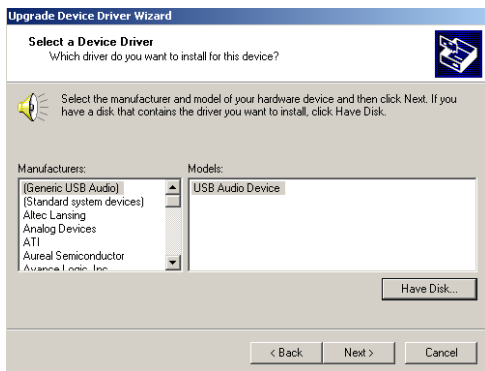 Upgrade Device Driver Wizard
Select a Device Driver
Which driver do you want to install for this device?
Select the manufacturer and model of your hardware device and then click Next. If you
have a disk that contains the driver you want to install, click Have Disk.
Manufacturers:
(Generic USB Audio)
(Standard system devices)
Altec Lansing
Analog Devices
ATI
Aureal Semiconductor
Avance Logic, Inc.
Models:
USB Audio Device
Have Disk...
< Back
Next >
Cancel